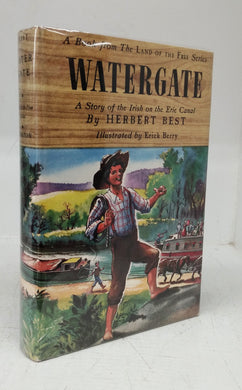 A Book from THE LAND OF THE FREE Series
WATERGATE
A Story of the Irish on the Erie Canal
By HERBERT BEST
Illustrated by Erick Berry